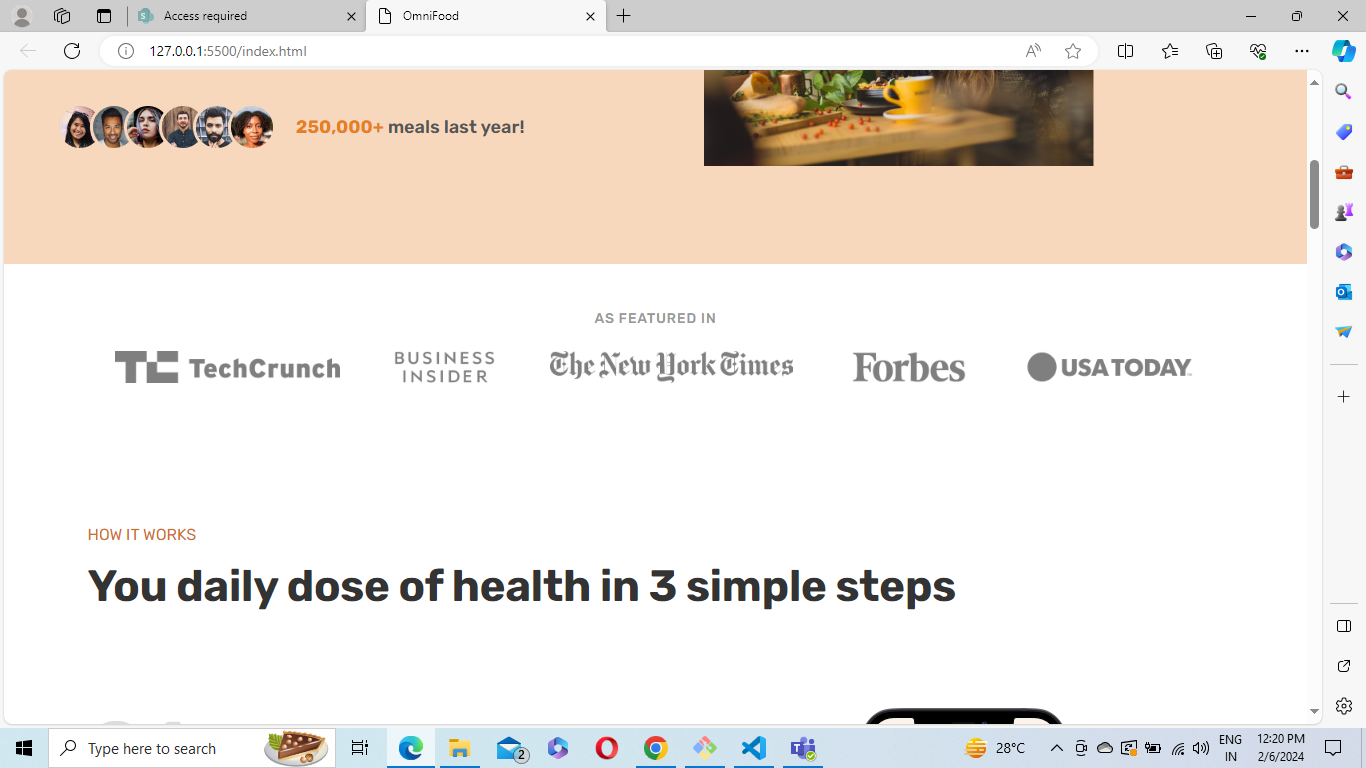 Access required
OmniFood
127.0.0.1:5500/index.html
250,000+ meals last year!
AS FEATURED IN
TechCrunch
BUSINESS
INSIDER
The New York Times
Forbes
USA TODAY
HOW IT WORKS
You daily dose of health in 3 simple steps
Type here to search
2
28°C
ENG
IN
12:20 PM
2/6/2024